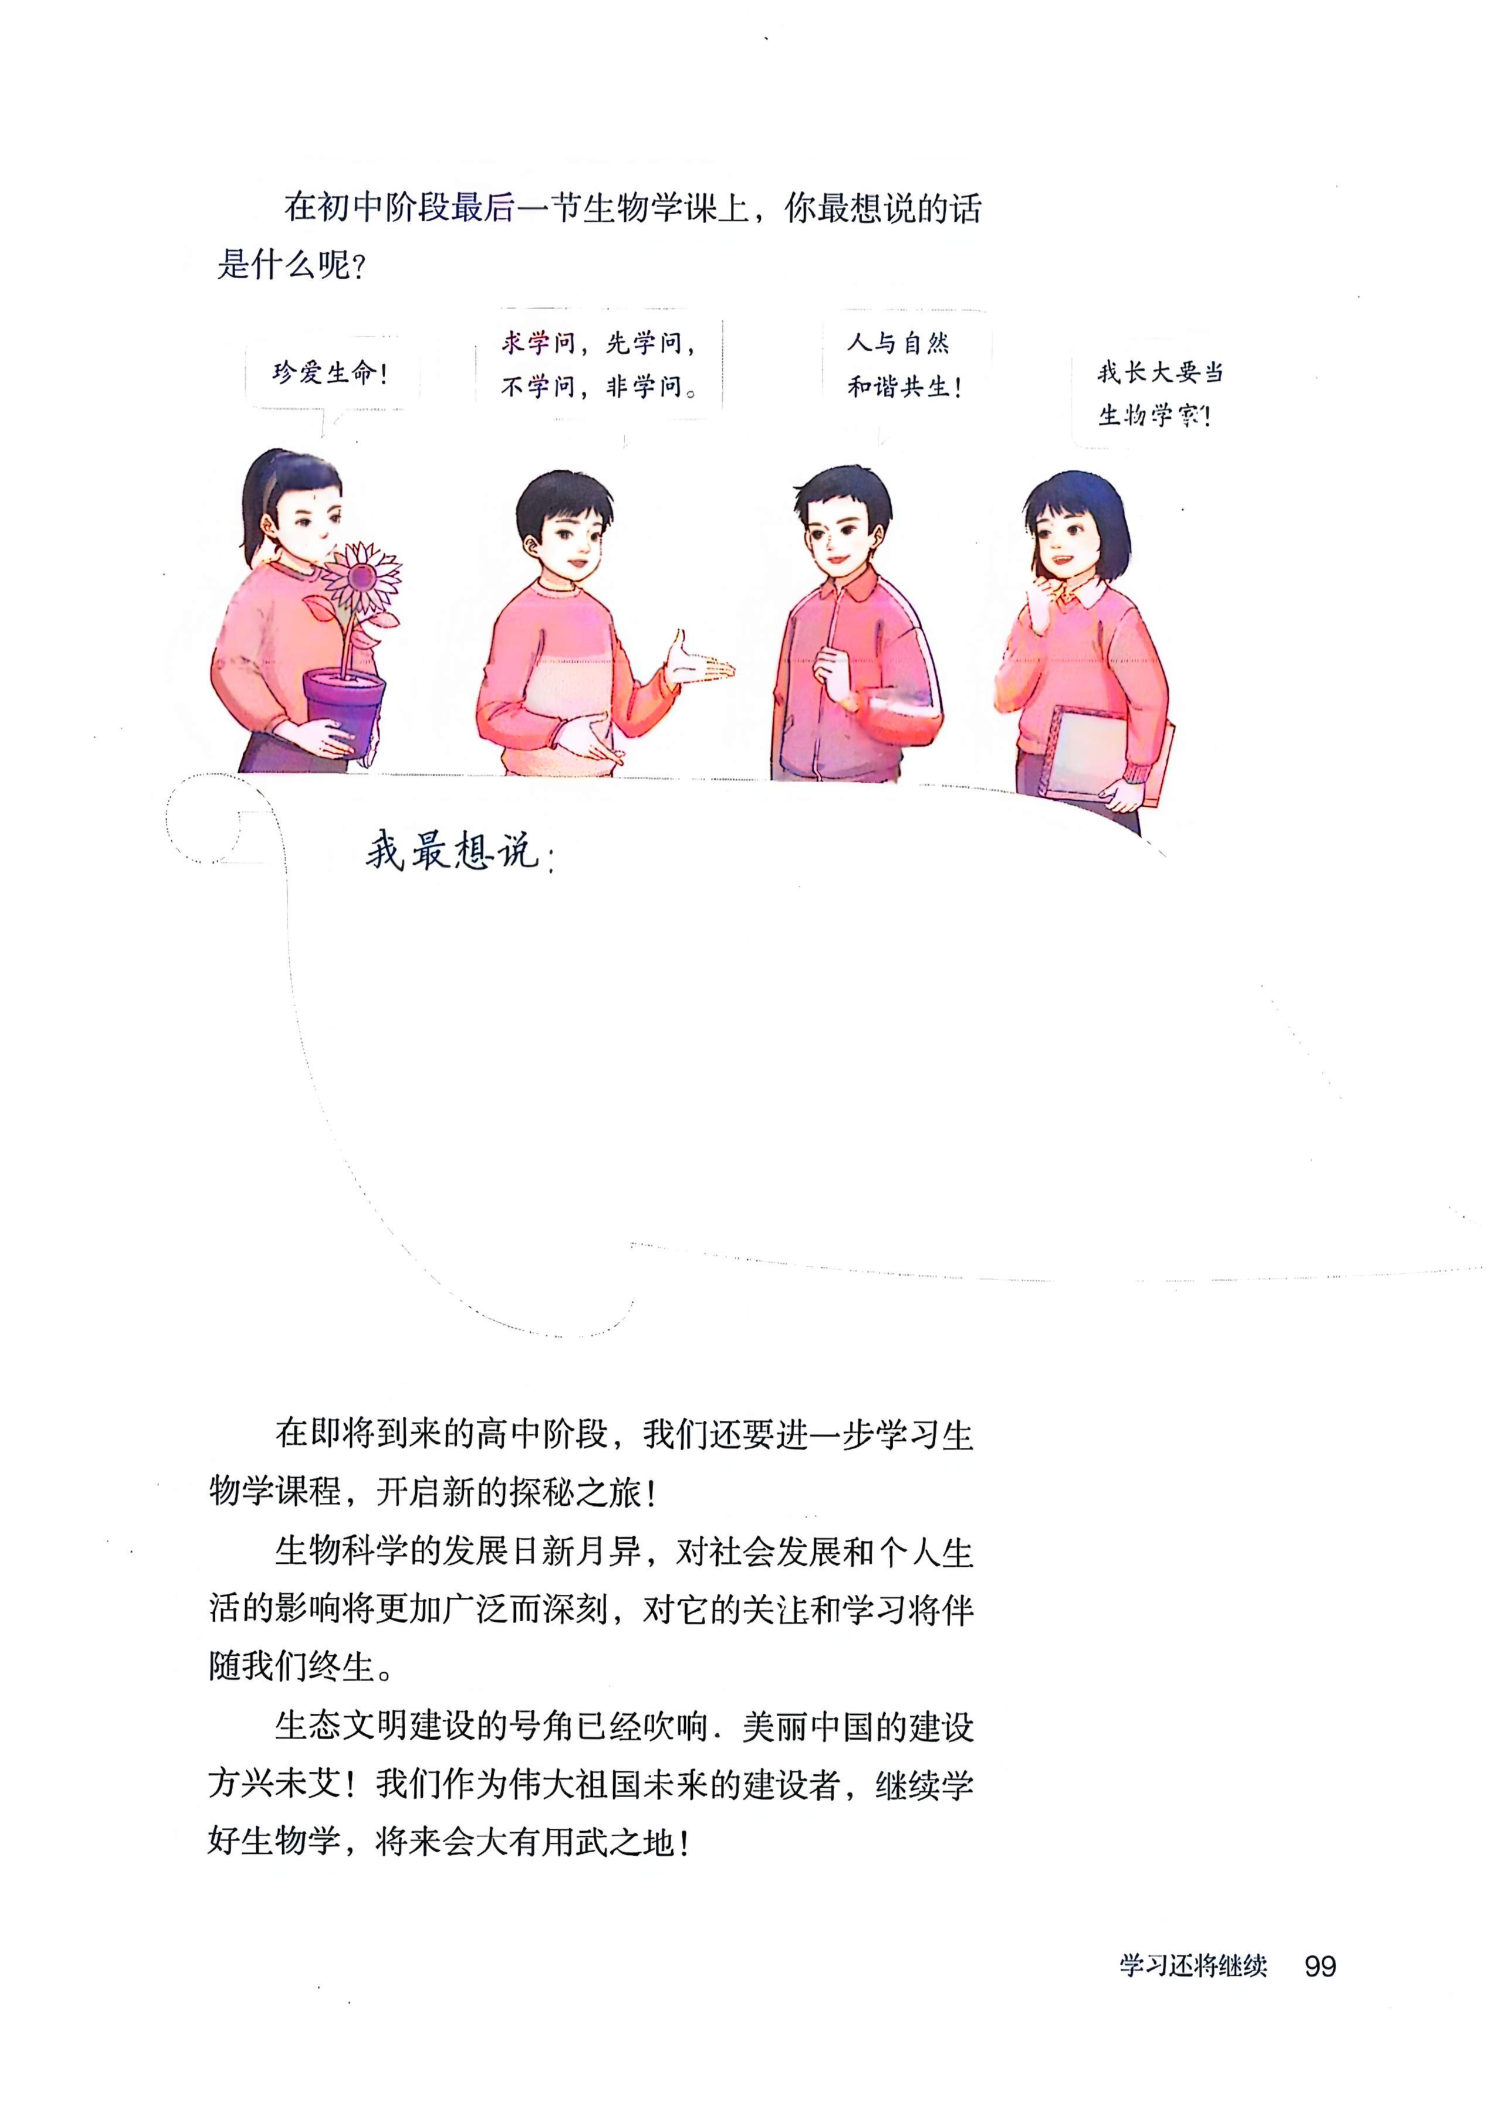 在初中阶段最后一节生物学课上，你最想说的话
是什么呢？
珍爱生命！
求学问，先学问，
不学问，非学问。
人与自然
和谐共生！
我长大要当
生物学家！
我最想说：
在即将到来的高中阶段，我们还要进一步学习生
物学课程，开启新的探秘之旅！
生物科学的发展日新月异，对社会发展和个人生
活的影响将更加广泛而深刻，对它的关注和学习将伴
随我们终生。
生态文明建设的号角已经吹响．美丽中国的建设
方兴未艾！我们作为伟大祖国未来的建设者，继续学
好生物学，将来会大有用武之地！
学习还将继续 99